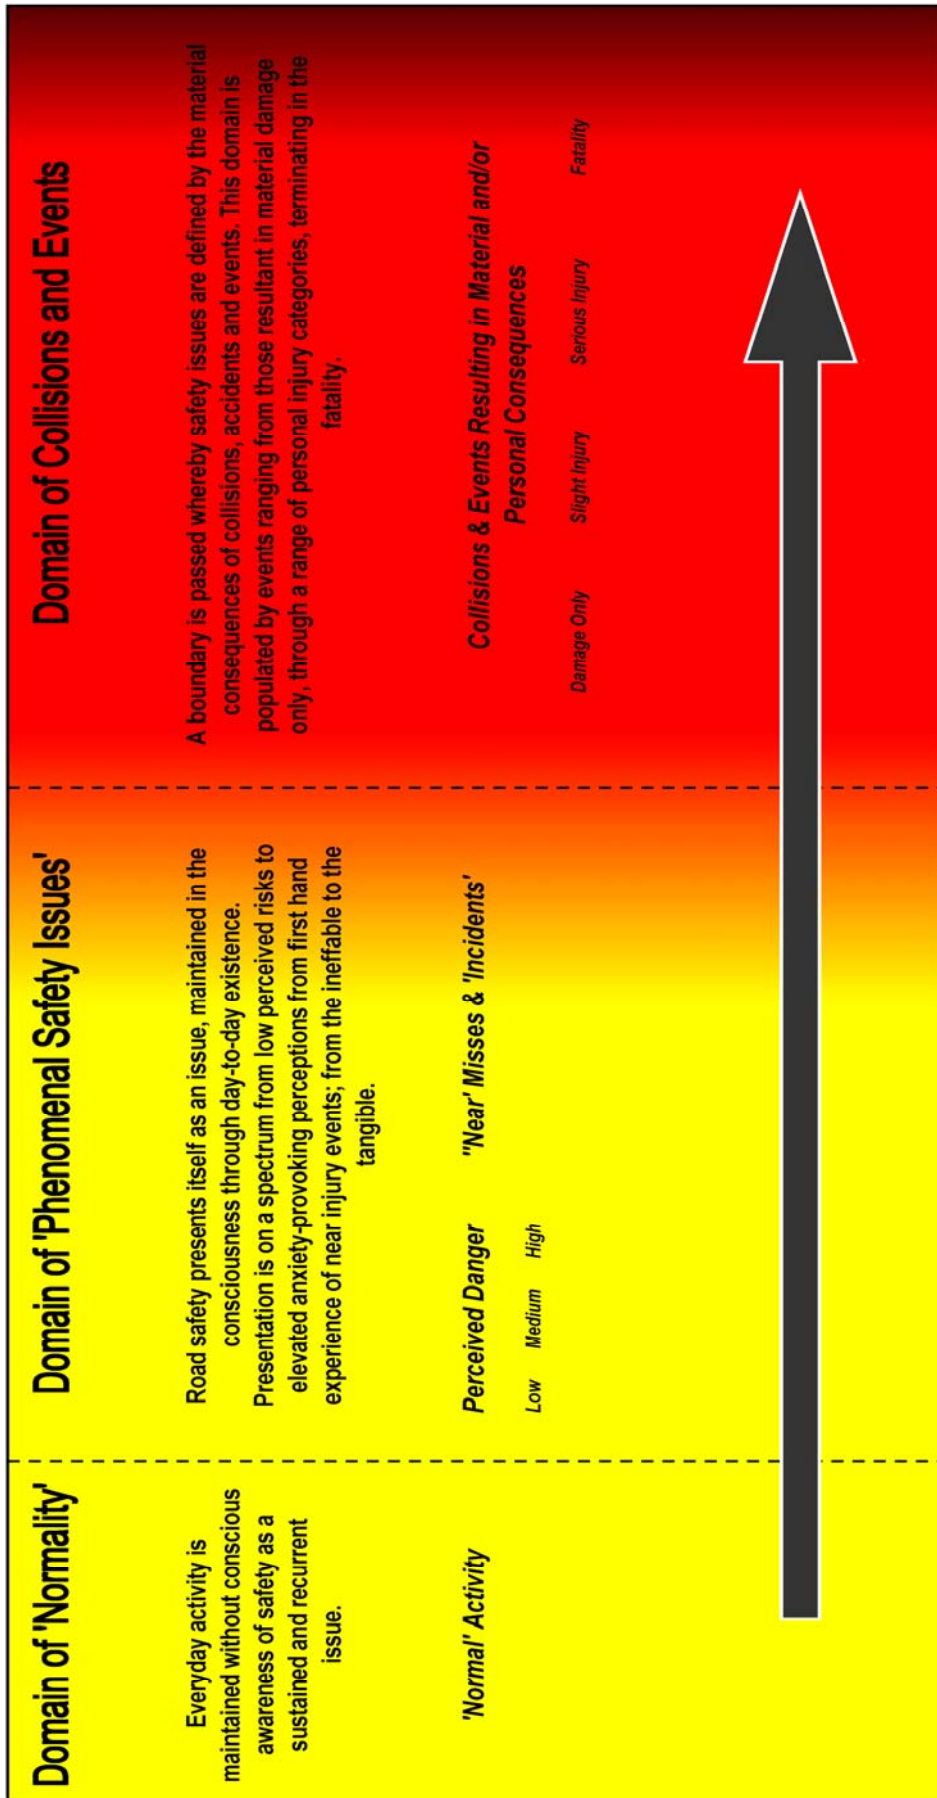 Domain of 'Normality'
Everyday activity is
maintained without conscious
awareness of safety as a
sustained and recurrent
issue.
'Normal' Activity
Domain of 'Phenomenal Safety Issues'
Road safety presents itself as an issue, maintained in the
consciousness through day-to-day existence.
Presentation is on a spectrum from low perceived risks to
elevated anxiety-provoking perceptions from first hand
experience of near injury events; from the ineffable to the
tangible.
Perceived Danger
Low Medium High
"Near' Misses & 'Incidents'
Domain of Collisions and Events
A boundary is passed whereby safety issues are defined by the material
consequences of collisions, accidents and events. This domain is
populated by events ranging from those resultant in material damage
only, through a range of personal injury categories, terminating in the
fatality.
Collisions & Events Resulting in Material and/or
Personal Consequences
Damage Only Slight Injury Serious Injury Fatality